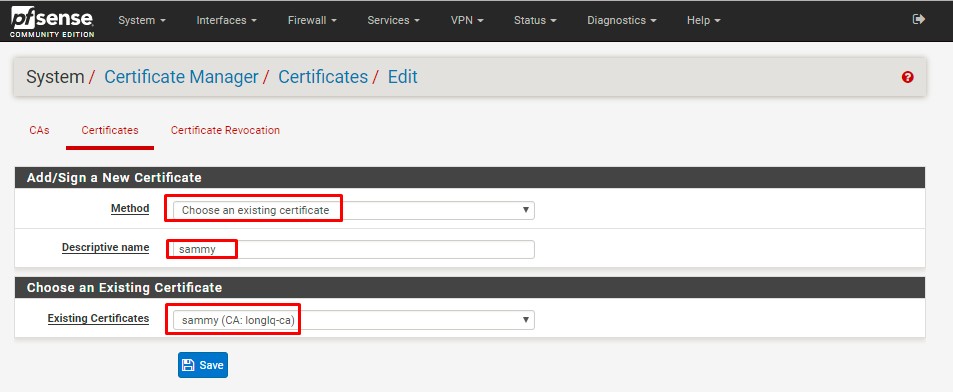 pfsense
COMMUNITY EDITION
System Interfaces Firewall Services VPN Status Diagnostics Help
System / Certificate Manager / Certificates / Edit
CAs Certificates Certificate Revocation
Add/Sign a New Certificate
Method Choose an existing certificate
Descriptive name sammy
Choose an Existing Certificate
Existing Certificates sammy (CA: longlq-ca)
Save